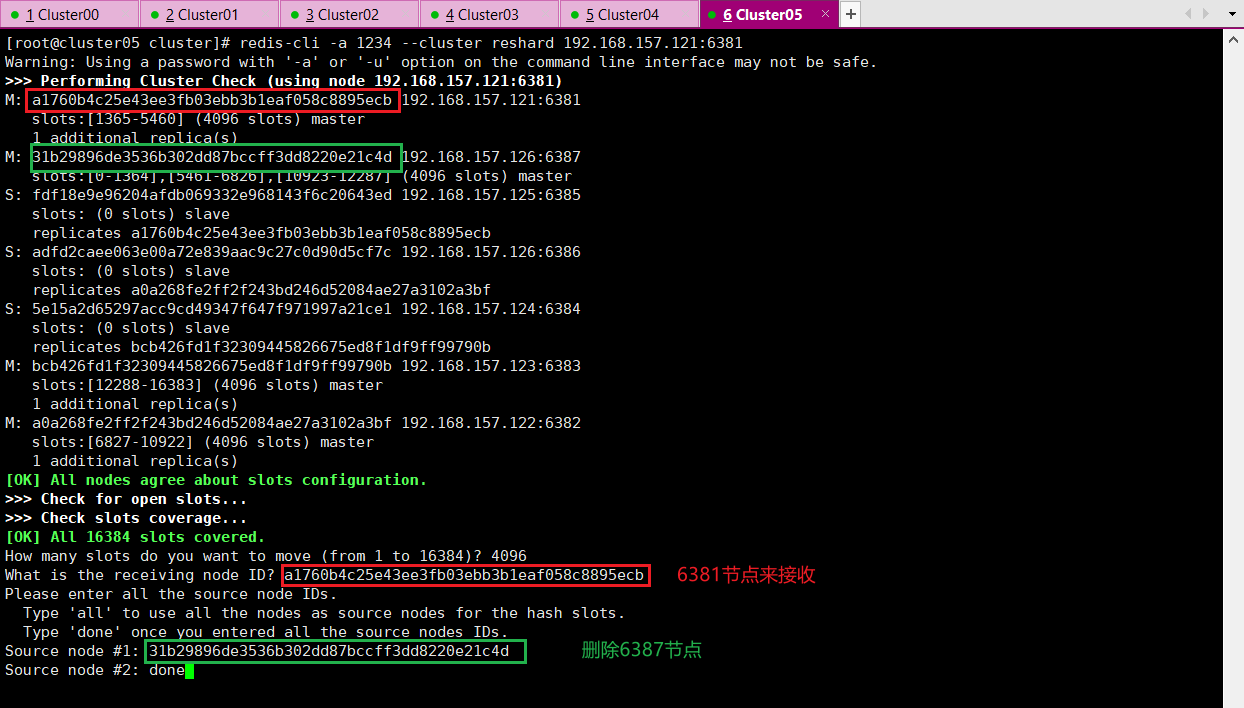 1 Cluster00 2 Cluster01 3 Cluster02 4 Cluster03 5 Cluster04 6 Cluster05 × +
[root@cluster05 cluster]# redis-cli -a 1234 --cluster reshard 192.168.157.121:6381
Warning: Using a password with '-a' or '-u' option on the command line interface may not be safe.
>>> Performing Cluster Check (using node 192.168.157.121:6381)
M: a1760b4c25e43ee3fb03ebb3b1eaf058c8895ecb 192.168.157.121:6381
slots:[1365-5460] (4096 slots) master
1 additional replica(s)
M: 31b29896de3536b302dd87bccff3dd8220e21c4d 192.168.157.126:6387
slots:[0-1364],[5461-6826],[10923-12287] (4096 slots) master
S: fdf18e9e96204afdb069332e968143f6c20643ed 192.168.157.125:6385
slots: (0 slots) slave
replicates a1760b4c25e43ee3fb03ebb3b1eaf058c8895ecb
S: adfd2caee063e00a72e839aac9c27c0d90d5cf7c 192.168.157.126:6386
slots: (0 slots) slave
replicates a0a268fe2ff2f243bd246d52084ae27a3102a3bf
S: 5e15a2d65297acc9cd49347f647f971997a21ce1 192.168.157.124:6384
slots: (0 slots) slave
replicates bcb426fd1f32309445826675ed8f1df9ff99790b
M: bcb426fd1f32309445826675ed8f1df9ff99790b 192.168.157.123:6383
slots:[12288-16383] (4096 slots) master
1 additional replica(s)
M: a0a268fe2ff2f243bd246d52084ae27a3102a3bf 192.168.157.122:6382
slots:[6827-10922] (4096 slots) master
1 additional replica(s)
[OK] All nodes agree about slots configuration.
>>> Check for open slots...
>>> Check slots coverage...
[OK] All 16384 slots covered.
How many slots do you want to move (from 1 to 16384)? 4096
What is the receiving node ID? a1760b4c25e43ee3fb03ebb3b1eaf058c8895ecb 6381节点来接收
Please enter all the source node IDs.
Type 'all' to use all the nodes as source nodes for the hash slots.
Type 'done' once you entered all the source nodes IDs.
Source node #1: 31b29896de3536b302dd87bccff3dd8220e21c4d 删除6387节点
Source node #2: done